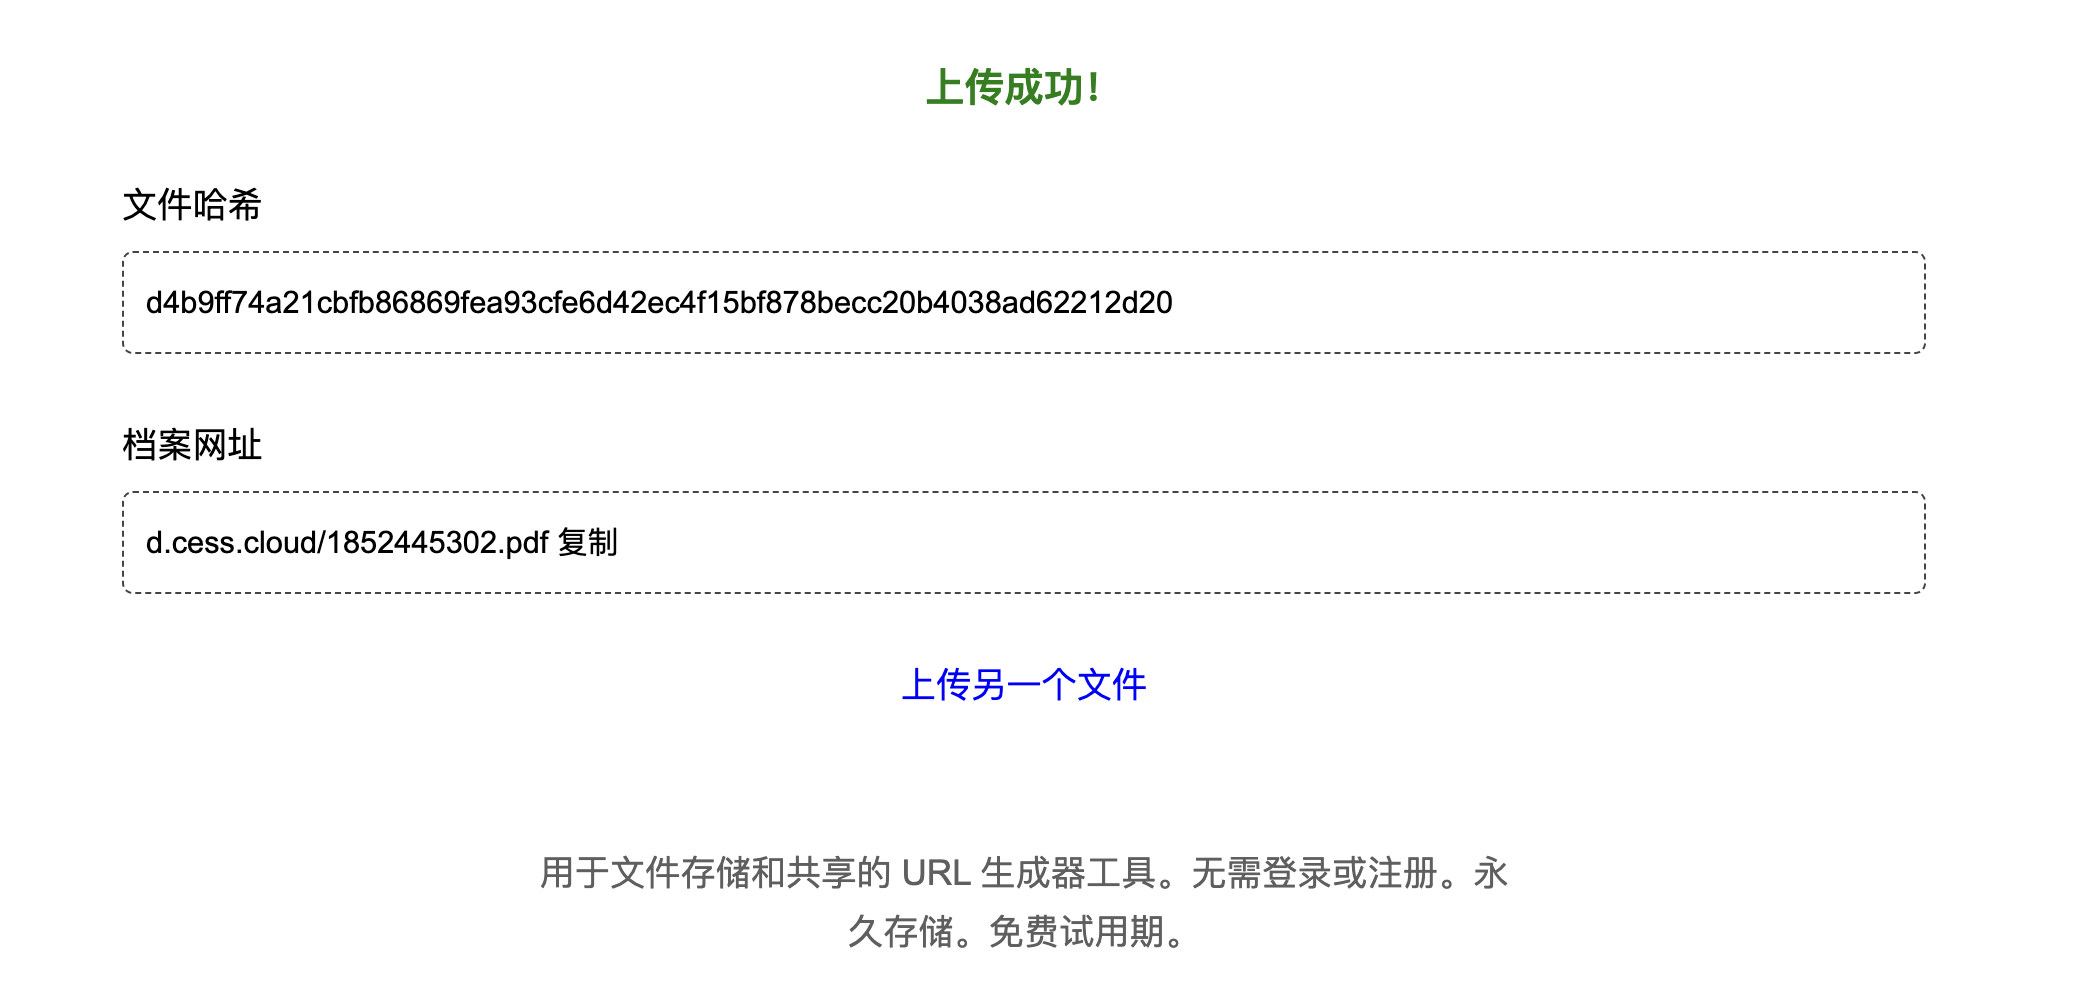 上传成功！
文件哈希
d4b9ff74a21cbfb86869fea93cfe6d42ec4f15bf878becc20b4038ad62212d20
档案网址
d.cess.cloud/1852445302.pdf 复制
上传另一个文件
用于文件存储和共享的 URL 生成器工具。无需登录或注册。永
久存储。免费试用期。